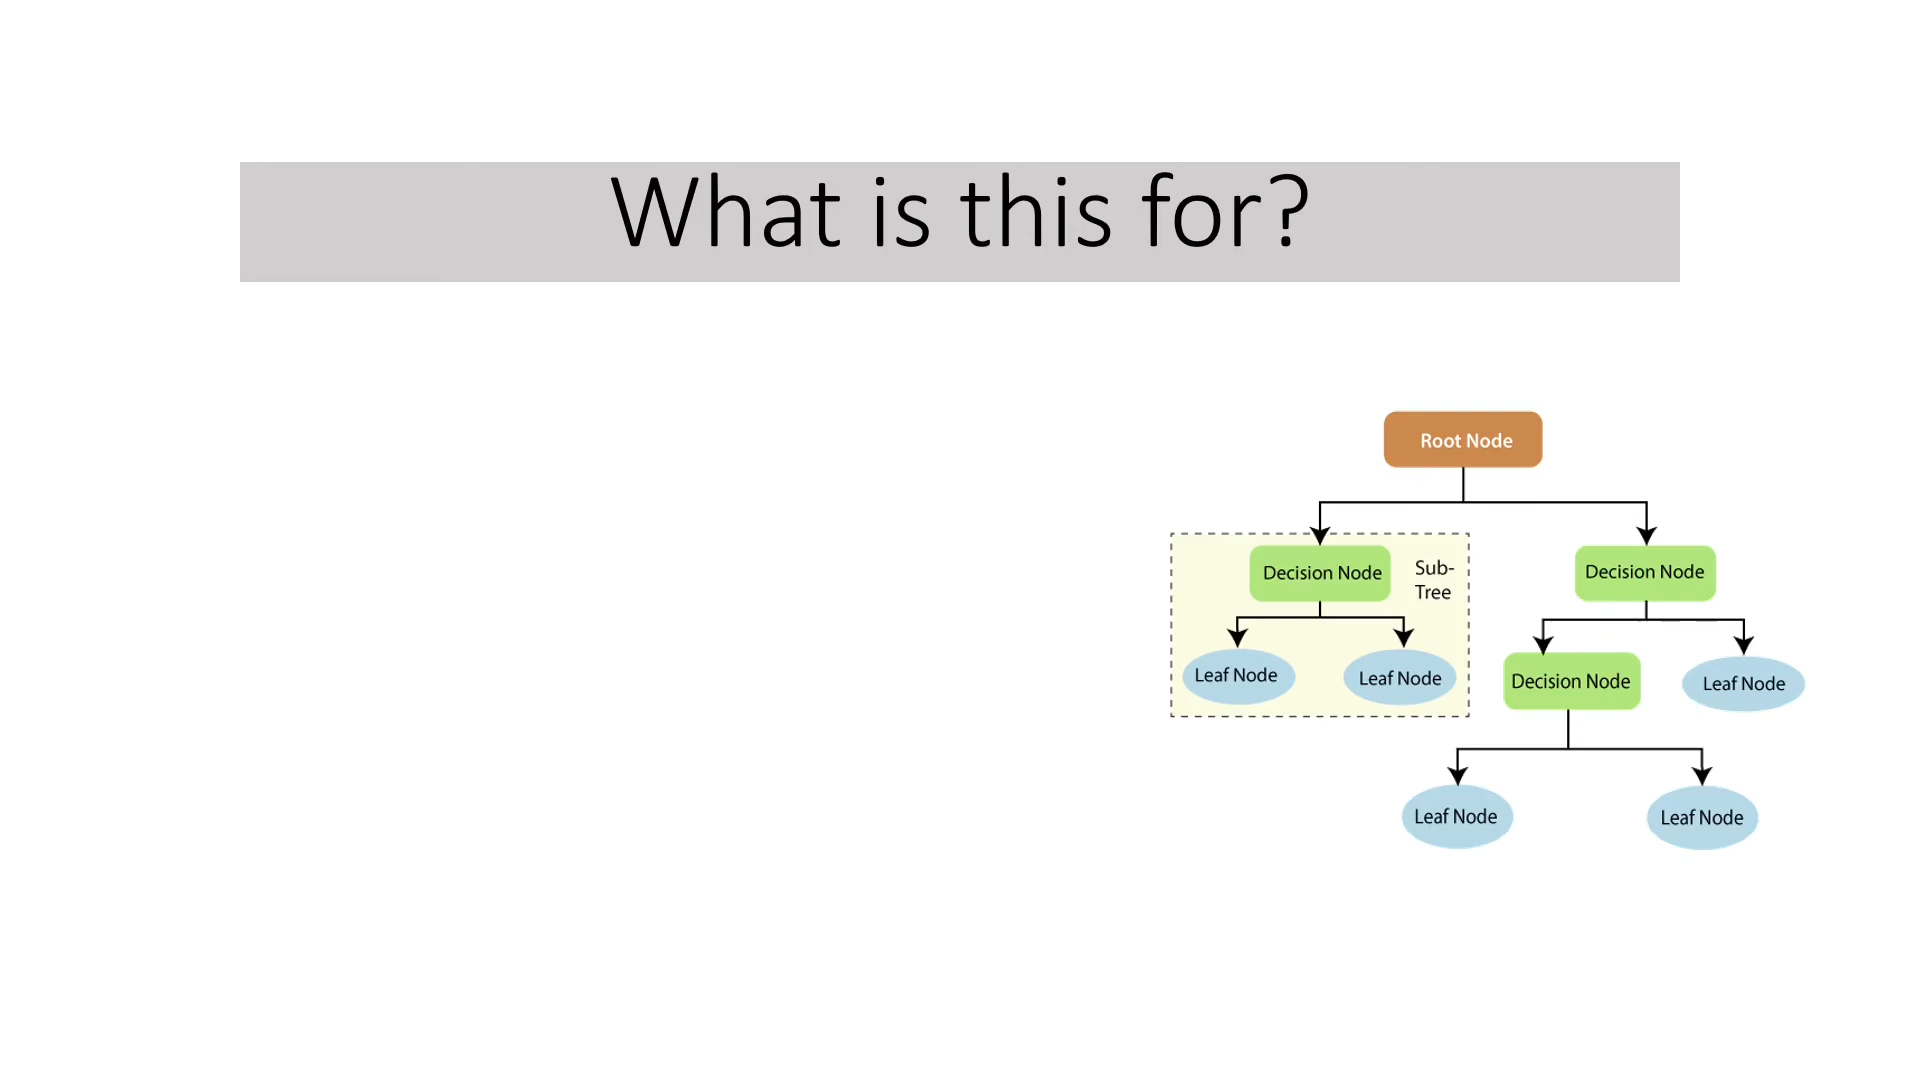 What is this for?
Root Node
Decision Node
Sub-
Tree
Decision Node
Leaf Node
Leaf Node
Decision Node
Leaf Node
Leaf Node
Leaf Node